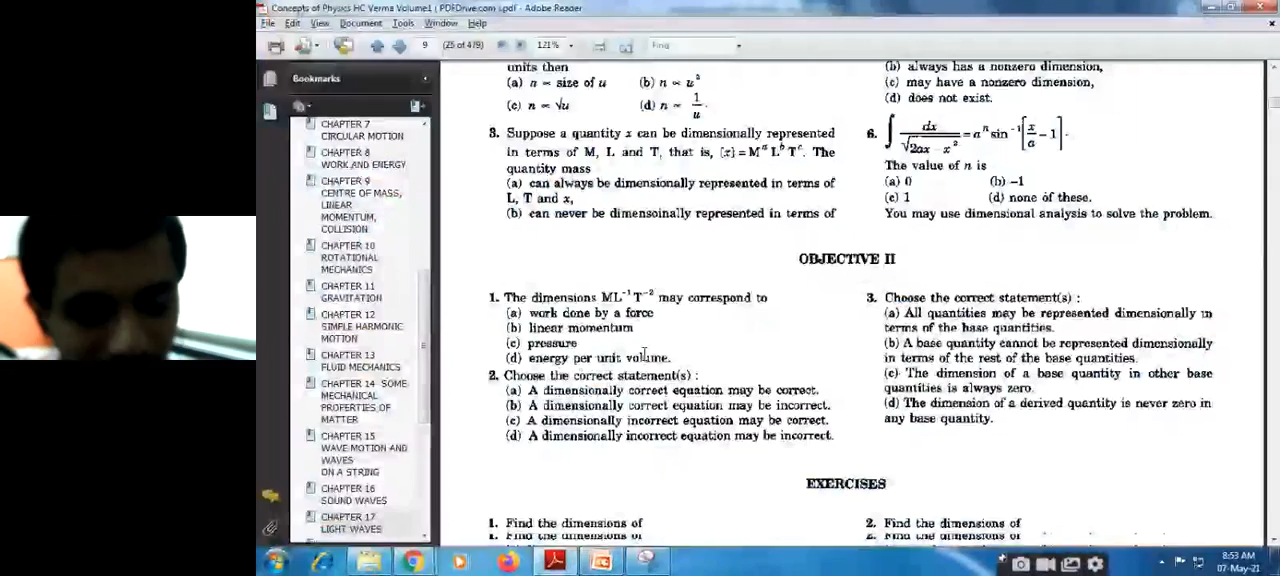 Concepts of Physics HC Verma Volume1 ( PDFDrive.com ).pdf - Adobe Reader
File Edit View Document Tools Window Help
9 (25 of 479) 121% Find
Bookmarks
CHAPTER 7
CIRCULAR MOTION
CHAPTER 8
WORK AND ENERGY
CHAPTER 9
CENTRE OF MASS,
LINEAR
MOMENTUM,
COLLISION
CHAPTER 10
ROTATIONAL
MECHANICS
CHAPTER 11
GRAVITATION
CHAPTER 12
SIMPLE HARMONIC
MOTION
CHAPTER 13
FLUID MECHANICS
CHAPTER 14 SOME
MECHANICAL
PROPERTIES OF
MATTER
CHAPTER 15
WAVE MOTION AND
WAVES
ON A STRING
CHAPTER 16
SOUND WAVES
CHAPTER 17
LIGHT WAVES
units then
(a) n ∝ size of u (b) n ∝ u²
(c) n ∝ √u (d) n ∝ 1/u.
3. Suppose a quantity x can be dimensionally represented
in terms of M, L and T, that is, [x] = Mᵃ Lᵇ Tᶜ. The
quantity mass
(a) can always be dimensionally represented in terms of
L, T and x,
(b) can never be dimensoinally represented in terms of
(b) always has a nonzero dimension,
(c) may have a nonzero dimension,
(d) does not exist.
6. ∫ dx/√(2ax − x²) = aⁿ sin⁻¹[x/a − 1].
The value of n is
(a) 0 (b) −1
(c) 1 (d) none of these.
You may use dimensional analysis to solve the problem.
OBJECTIVE II
1. The dimensions ML⁻¹T⁻² may correspond to
(a) work done by a force
(b) linear momentum
(c) pressure
(d) energy per unit volume.
2. Choose the correct statement(s) :
(a) A dimensionally correct equation may be correct.
(b) A dimensionally correct equation may be incorrect.
(c) A dimensionally incorrect equation may be correct.
(d) A dimensionally incorrect equation may be incorrect.
3. Choose the correct statement(s) :
(a) All quantities may be represented dimensionally in
terms of the base quantities.
(b) A base quantity cannot be represented dimensionally
in terms of the rest of the base quantities.
(c) The dimension of a base quantity in other base
quantities is always zero.
(d) The dimension of a derived quantity is never zero in
any base quantity.
EXERCISES
1. Find the dimensions of
1. Find the dimensions of
2. Find the dimensions of
2. Find the dimensions of
8:53 AM
07-May-21